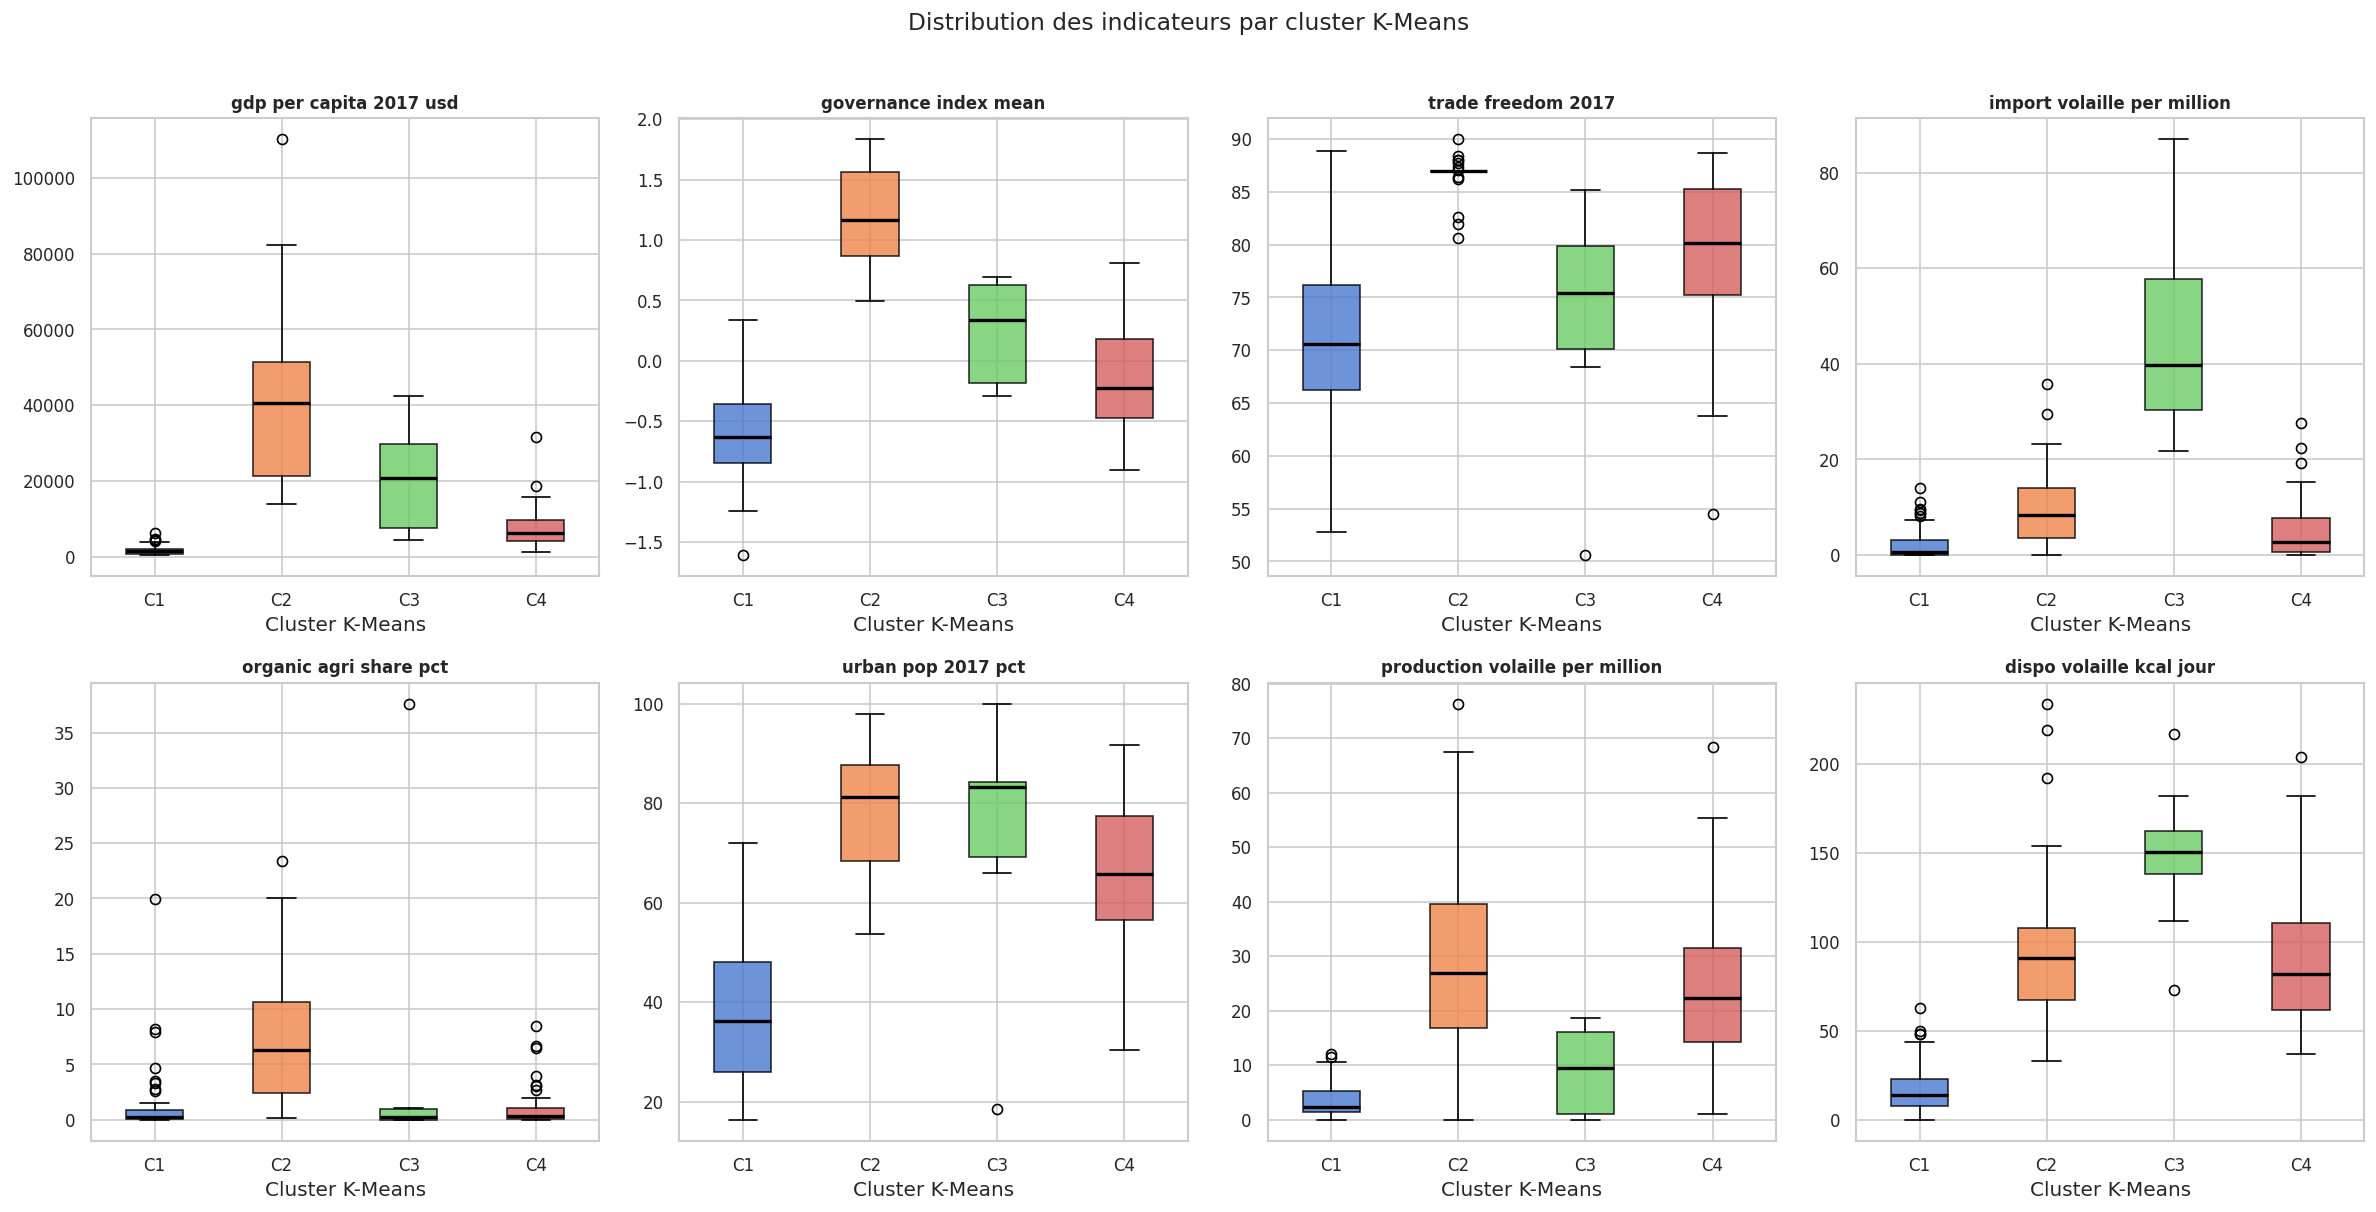 Distribution des indicateurs par cluster K-Means
gdp per capita 2017 usd
100000
80000
60000
40000
20000
0
C1 C2 C3 C4
Cluster K-Means
governance index mean
2.0
1.5
1.0
0.5
0.0
−0.5
−1.0
−1.5
C1 C2 C3 C4
Cluster K-Means
trade freedom 2017
90
85
80
75
70
65
60
55
50
C1 C2 C3 C4
Cluster K-Means
import volaille per million
80
60
40
20
0
C1 C2 C3 C4
Cluster K-Means
organic agri share pct
35
30
25
20
15
10
5
0
C1 C2 C3 C4
Cluster K-Means
urban pop 2017 pct
100
80
60
40
20
C1 C2 C3 C4
Cluster K-Means
production volaille per million
80
70
60
50
40
30
20
10
0
C1 C2 C3 C4
Cluster K-Means
dispo volaille kcal jour
200
150
100
50
0
C1 C2 C3 C4
Cluster K-Means